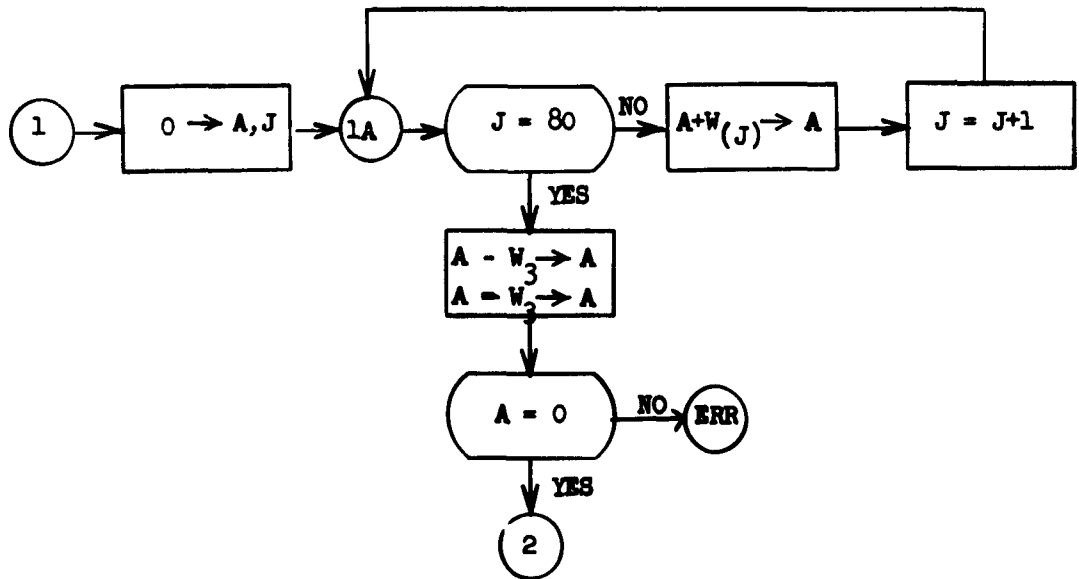 1
0 → A,J
1A
J = 80
NO
A+W(J) → A
J = J+1
YES
A - W3 → A
A - W3 → A
A = 0
NO
ERR
YES
2